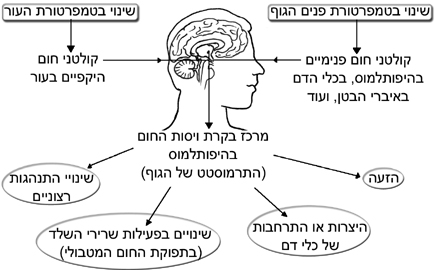 שינוי בטמפרטורת פנים הגוף
שינוי בטמפרטורת העור
קולטני חום פנימיים
בהיפותלמוס, בכלי הדם
באיברי הבטן, ועוד
קולטני חום
היקפיים בעור
מרכז בקרת ויסות החום
בהיפותלמוס
(התרמוסטט של הגוף)
הזעה
היצרות או התרחבות
של כלי דם
שינויים בפעילות שרירי השלד
(בתפוקת החום המטבולי)
שינויי התנהגות
רצוניים